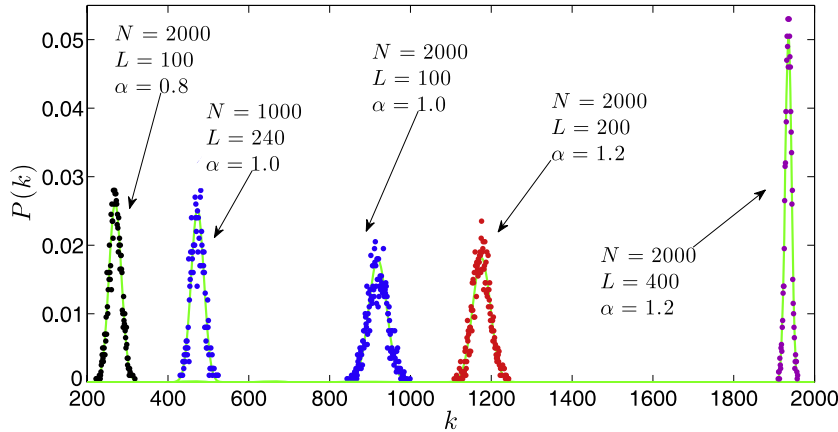 0.05
0.04
0.03
0.02
0.01
0
P(k)
N = 2000
L = 100
α = 0.8
N = 1000
L = 240
α = 1.0
N = 2000
L = 100
α = 1.0
N = 2000
L = 200
α = 1.2
N = 2000
L = 400
α = 1.2
200 400 600 800 1000 1200 1400 1600 1800 2000
k